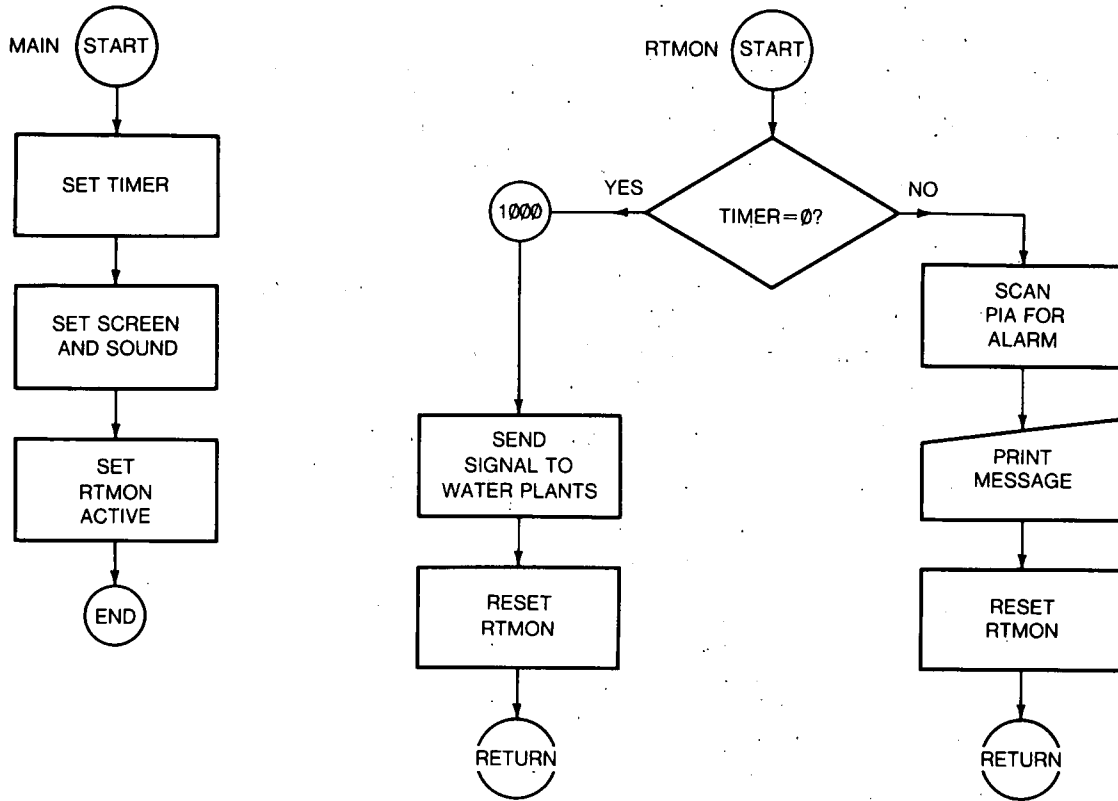 MAIN
START
SET TIMER
SET SCREEN
AND SOUND
SET
RTMON
ACTIVE
END
RTMON
START
TIMER=Ø?
YES
1ØØØ
SEND
SIGNAL TO
WATER PLANTS
RESET
RTMON
RETURN
NO
SCAN
PIA FOR
ALARM
PRINT
MESSAGE
RESET
RTMON
RETURN